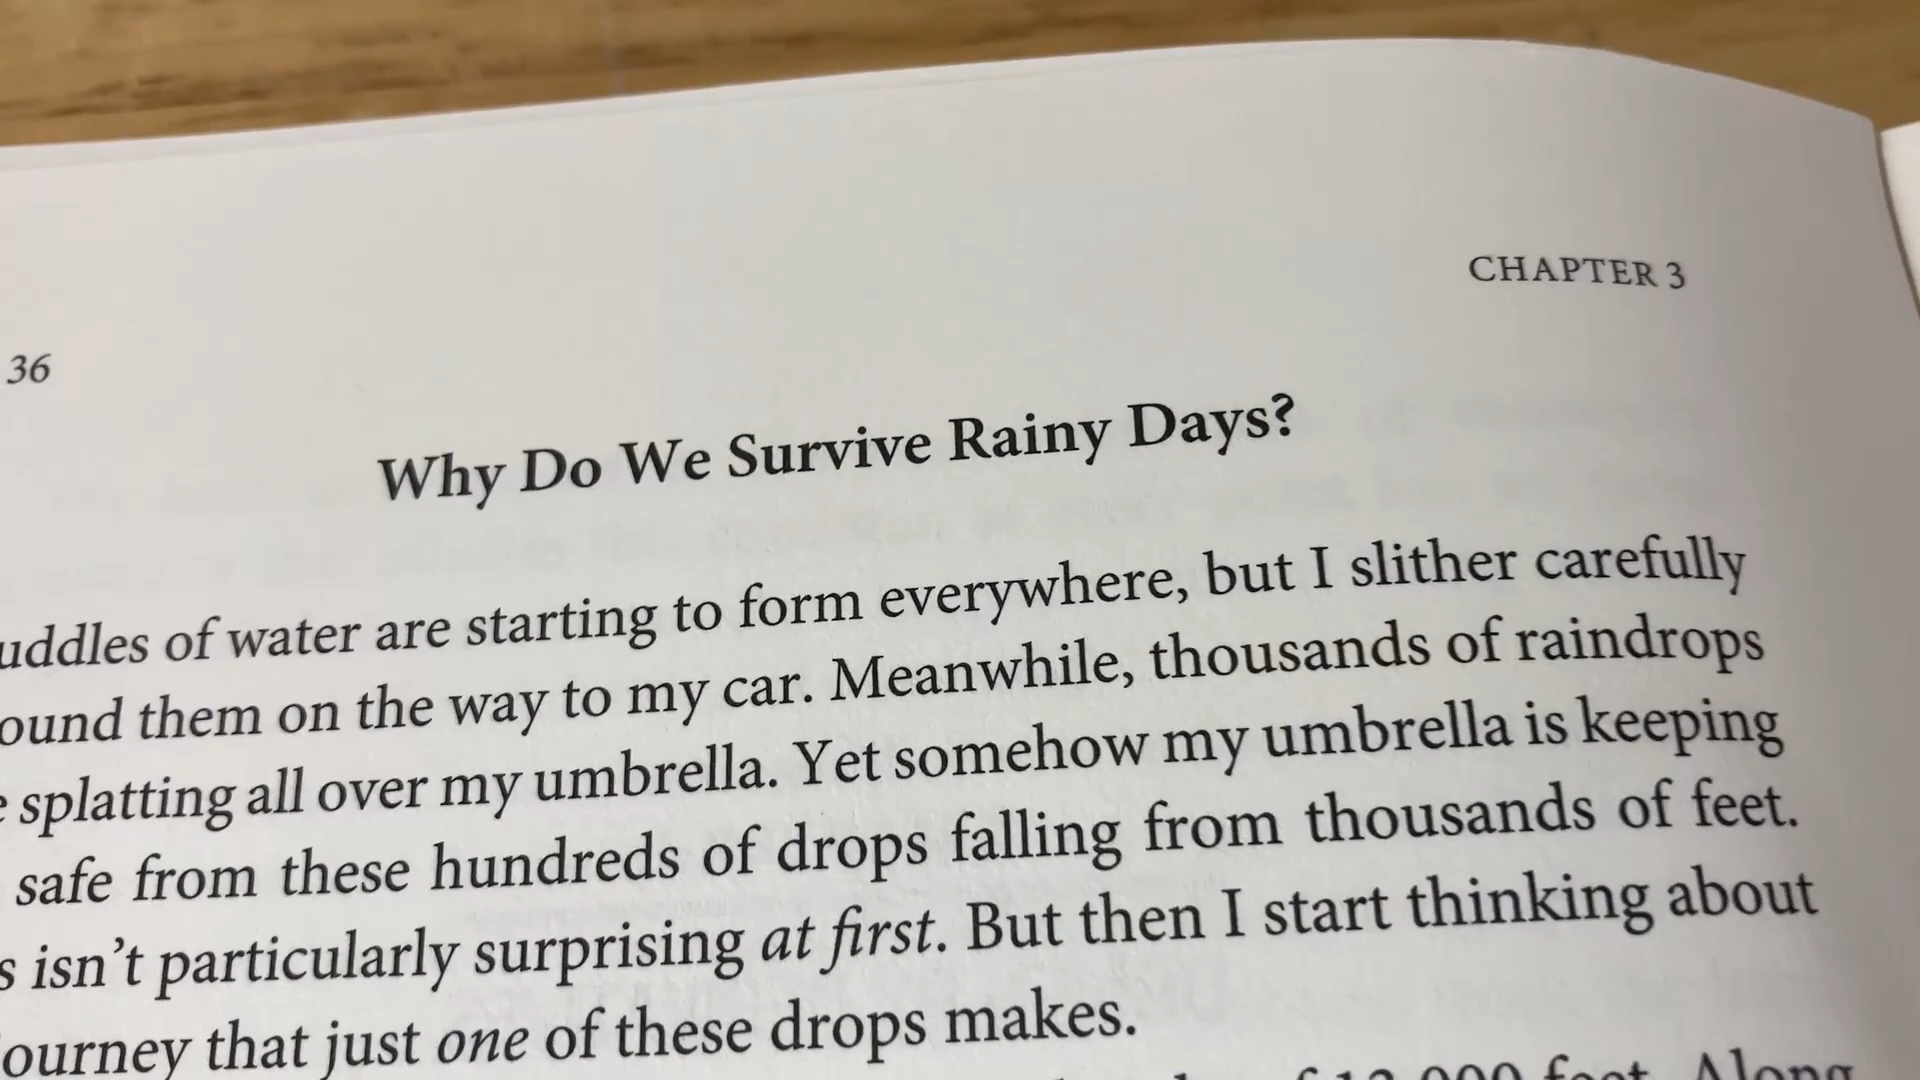 CHAPTER 3
36
Why Do We Survive Rainy Days?
uddles of water are starting to form everywhere, but I slither carefully
ound them on the way to my car. Meanwhile, thousands of raindrops
e splatting all over my umbrella. Yet somehow my umbrella is keeping
safe from these hundreds of drops falling from thousands of feet.
s isn’t particularly surprising at first. But then I start thinking about
ourney that just one of these drops makes.
000 feet. Along